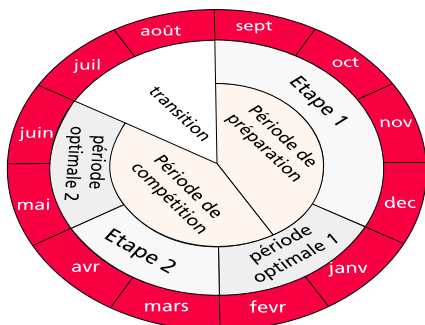 sept
oct
nov
dec
janv
fevr
mars
avr
mai
juin
juil
août
transition
Etape 1
Période de
préparation
période
optimale 1
Période de
compétition
Etape 2
période
optimale 2